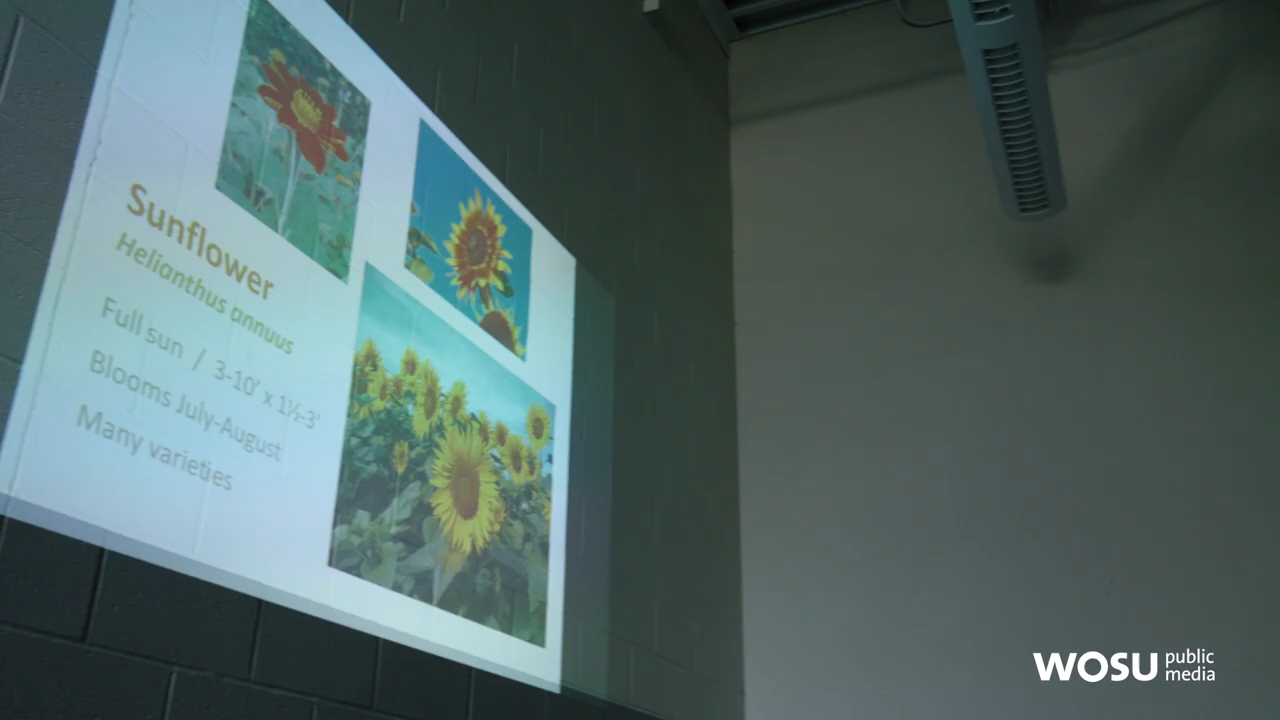 Sunflower
Helianthus annuus
Full sun / 3-10' x 1½-3'
Blooms July-August
Many varieties
WOSU public media